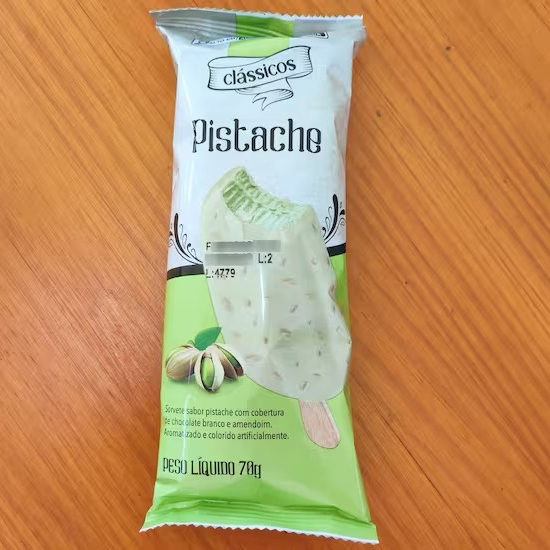 clássicos
Pistache
F
L:2
L:4779
Sorvete sabor pistache com cobertura
de chocolate branco e amendoim.
Aromatizado e colorido artificialmente.
PESO LÍQUIDO 70g